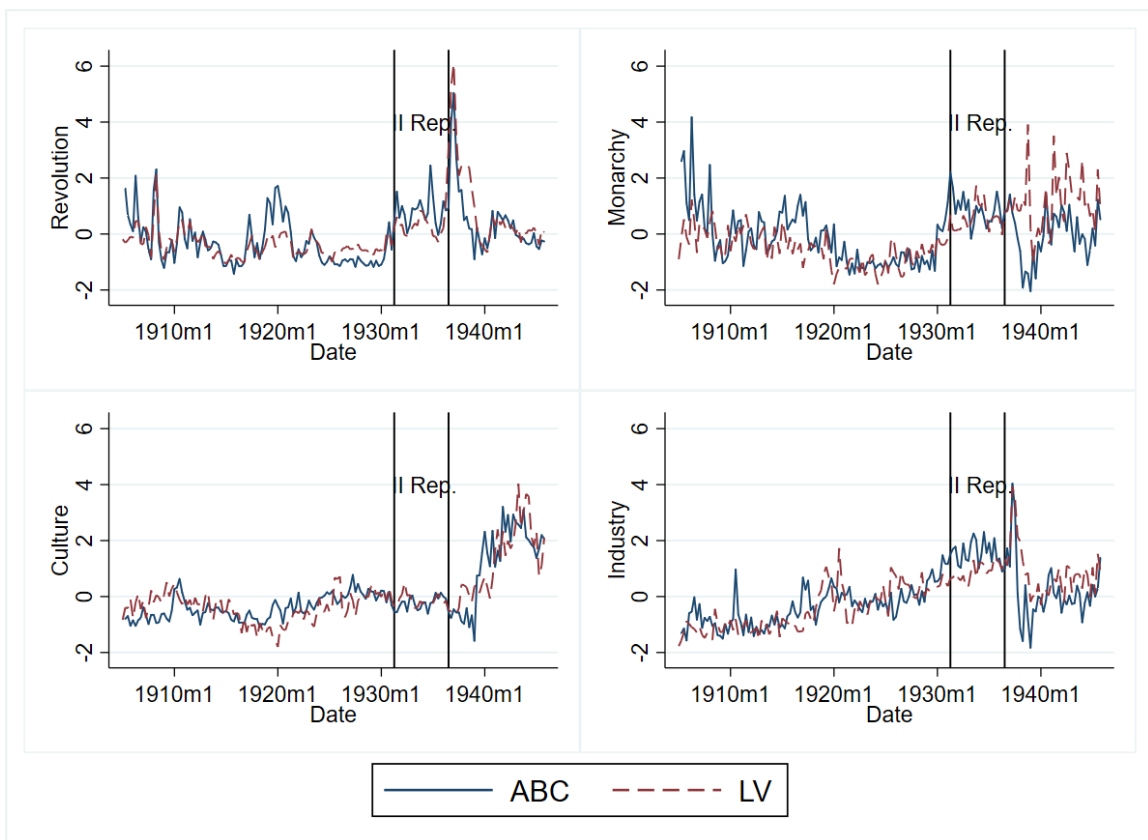 Revolution
6
4
2
0
-2
II Rep.
1910m1 1920m1 1930m1 1940m1
Date
Monarchy
6
4
2
0
-2
II Rep.
1910m1 1920m1 1930m1 1940m1
Date
Culture
6
4
2
0
-2
II Rep.
1910m1 1920m1 1930m1 1940m1
Date
Industry
6
4
2
0
-2
II Rep.
1910m1 1920m1 1930m1 1940m1
Date
ABC LV